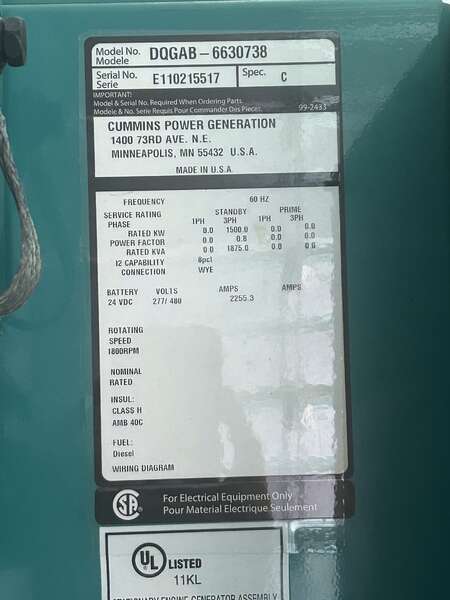 Model No. DQGAB-6630738
Modèle
Serial No. E110215517 Spec. C
Serie
IMPORTANT:
Model & Serial No. Required When Ordering Parts.
Modele & No. Serie Requis Pour Commander Des Pieces. 99-2433
CUMMINS POWER GENERATION
1400 73RD AVE. N.E.
MINNEAPOLIS, MN 55432 U.S.A.
MADE IN U.S.A.
FREQUENCY 60 HZ
SERVICE RATING STANDBY PRIME
PHASE 1PH 3PH 1PH 3PH
RATED KW 0.0 1500.0 0.0 0.0
POWER FACTOR 0.0 0.8 0.0 0.0
RATED KVA 0.0 1875.0 0.0 0.0
I2 CAPABILITY 8pct
CONNECTION WYE
BATTERY VOLTS AMPS AMPS
24 VDC 277/ 480 2255.3
ROTATING
SPEED
1800RPM
NOMINAL
RATED
INSUL:
CLASS H
AMB 40C
FUEL:
Diesel
WIRING DIAGRAM
For Electrical Equipment Only
Pour Material Electrique Seulement
UL LISTED
11KL
STATIONARY ENGINE GENERATOR ASSEMBLY